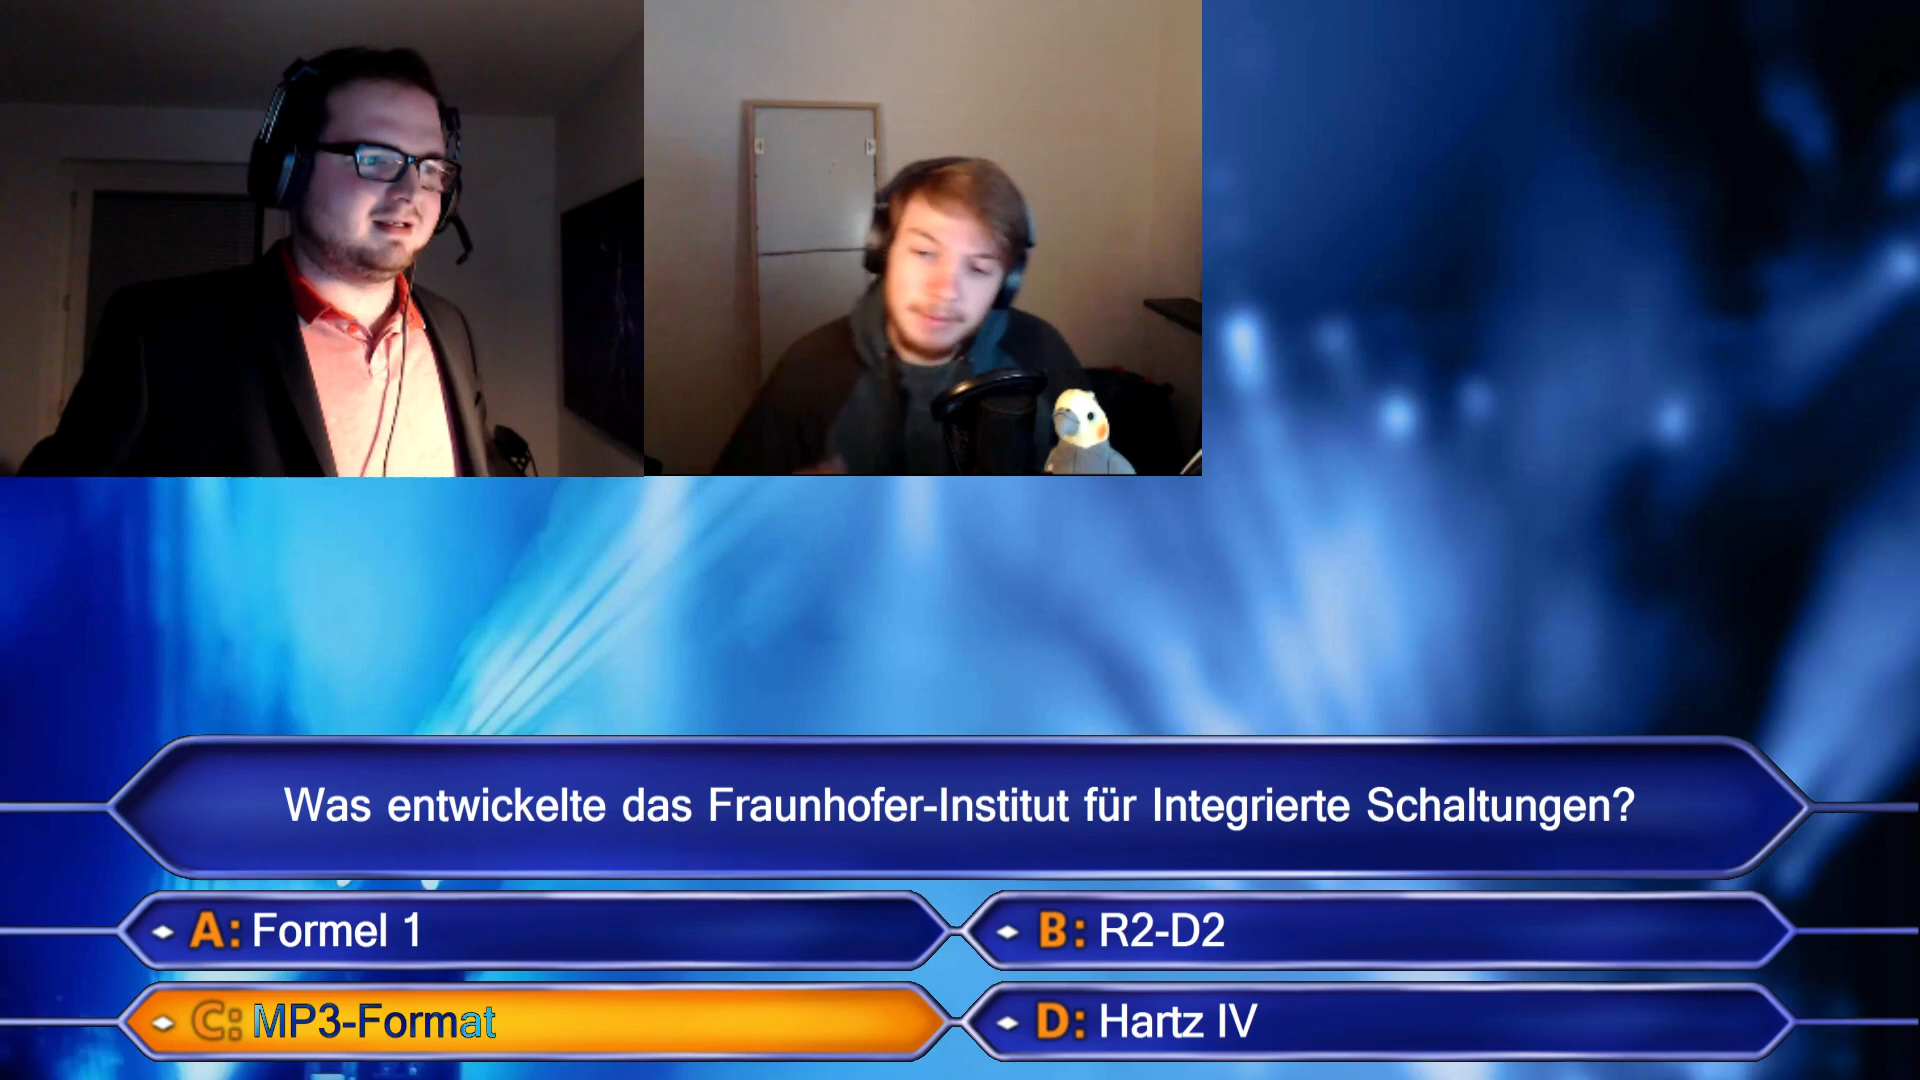 Was entwickelte das Fraunhofer-Institut für Integrierte Schaltungen?
A: Formel 1
B: R2-D2
C: MP3-Format
D: Hartz IV